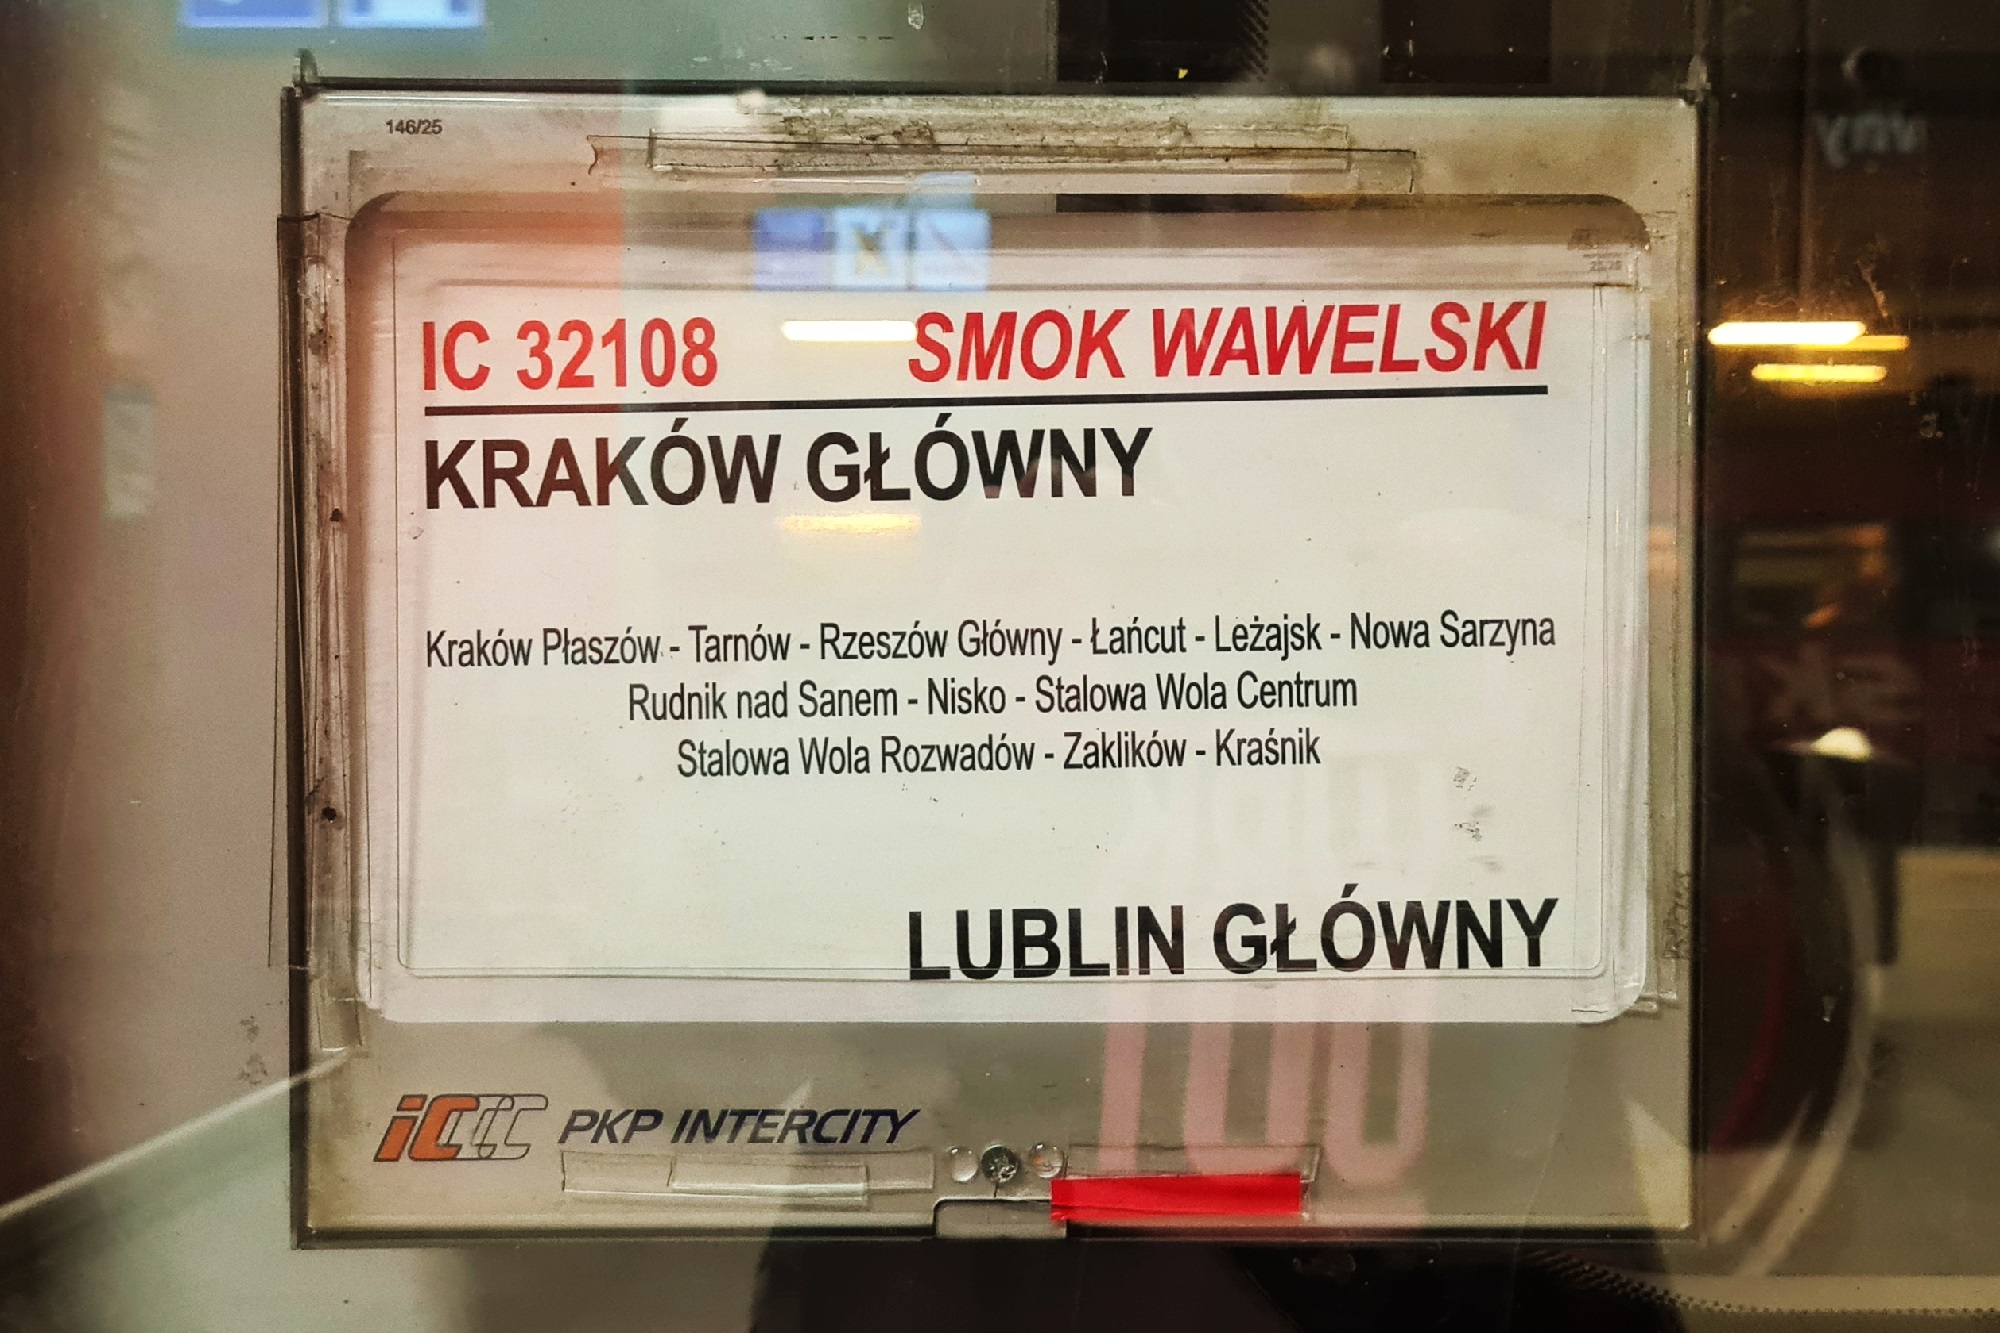 146/25
IC 32108 SMOK WAWELSKI
KRAKÓW GŁÓWNY
Kraków Płaszów - Tarnów - Rzeszów Główny - Łańcut - Leżajsk - Nowa Sarzyna
Rudnik nad Sanem - Nisko - Stalowa Wola Centrum
Stalowa Wola Rozwadów - Zaklików - Kraśnik
LUBLIN GŁÓWNY
iC PKP INTERCITY